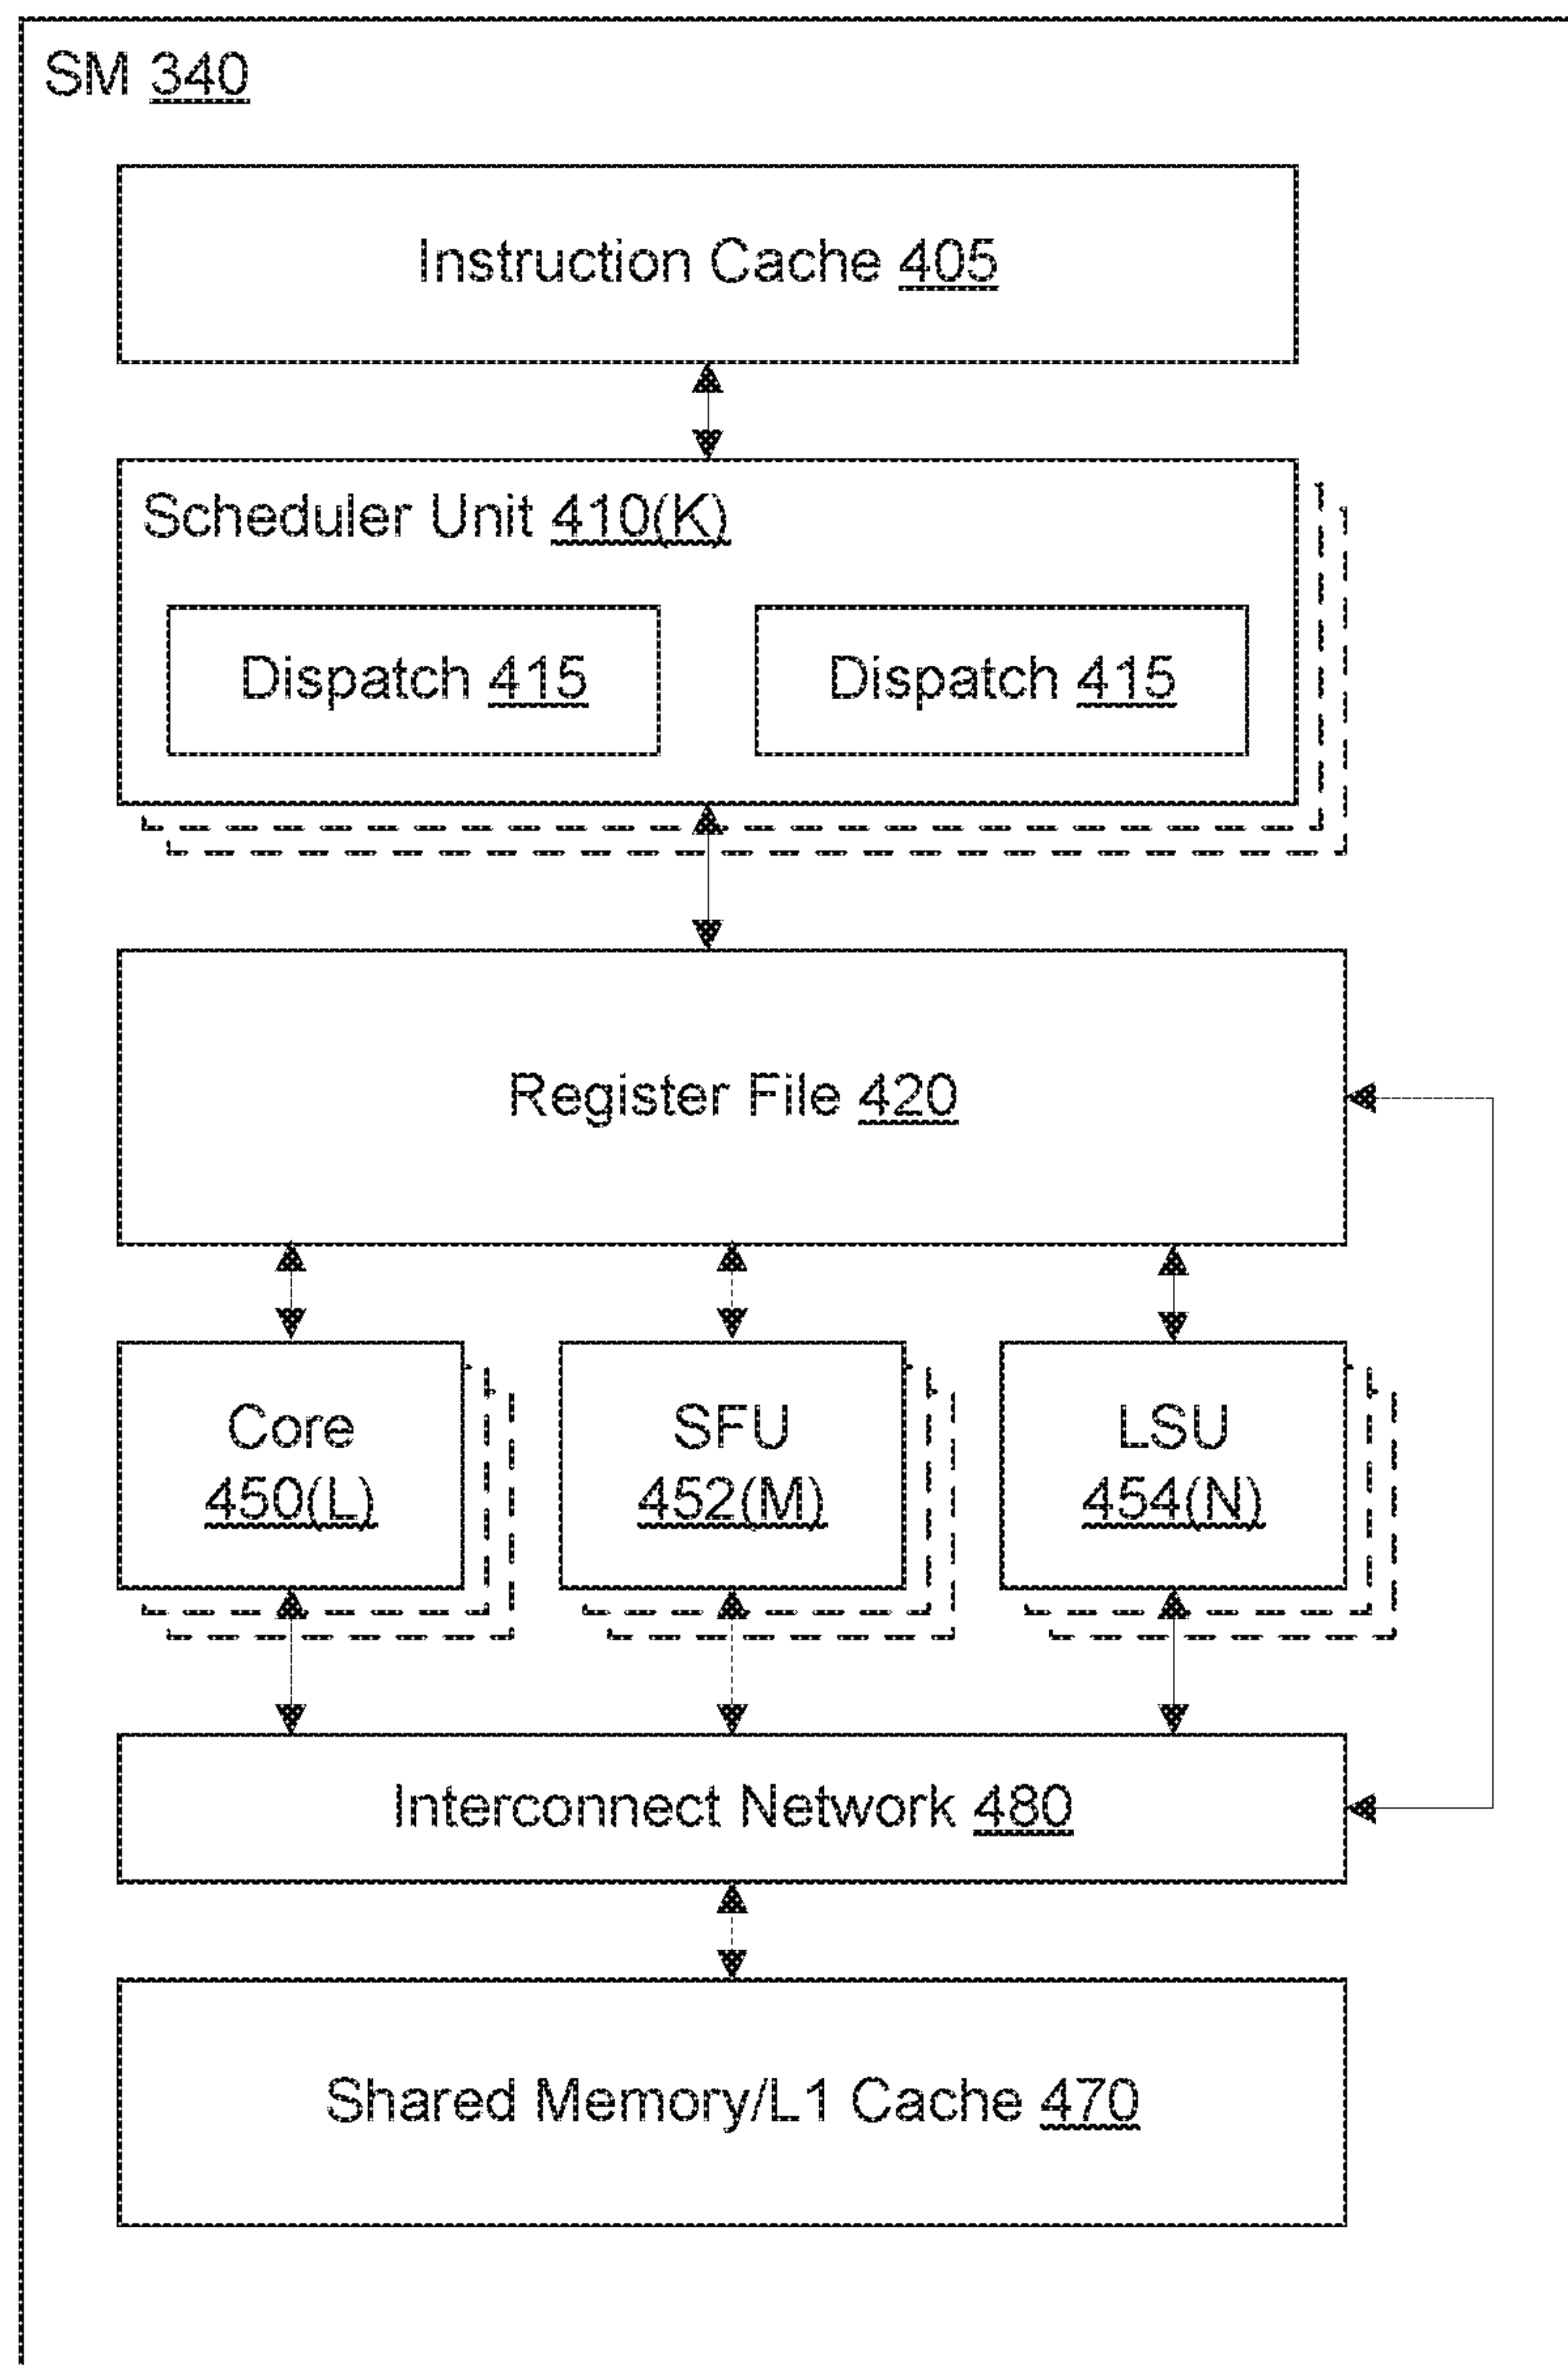 SM 340
Instruction Cache 405
Scheduler Unit 410(K)
Dispatch 415
Dispatch 415
Register File 420
Core
450(L)
SFU
452(M)
LSU
454(N)
Interconnect Network 480
Shared Memory/L1 Cache 470